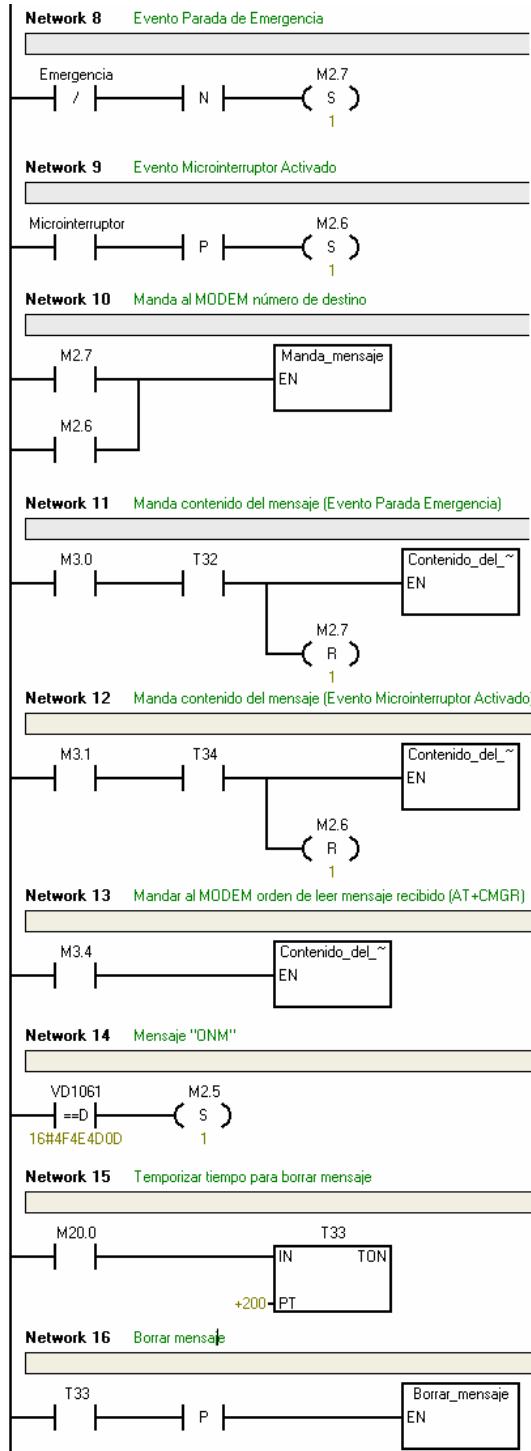 Network 8 Evento Parada de Emergencia
Emergencia M2.7
/ N S
1
Network 9 Evento Microinterruptor Activado
Microinterruptor M2.6
P S
1
Network 10 Manda al MODEM número de destino
M2.7 Manda_mensaje
EN
M2.6
Network 11 Manda contenido del mensaje (Evento Parada Emergencia)
M3.0 T32 Contenido_del_~
EN
M2.7
R
1
Network 12 Manda contenido del mensaje (Evento Microinterruptor Activado)
M3.1 T34 Contenido_del_~
EN
M2.6
R
1
Network 13 Mandar al MODEM orden de leer mensaje recibido (AT+CMGR)
M3.4 Contenido_del_~
EN
Network 14 Mensaje "ONM"
VD1061 M2.5
==D S
16#4F4E4D0D 1
Network 15 Temporizar tiempo para borrar mensaje
M20.0 T33
IN TON
+200 PT
Network 16 Borrar mensaje
T33 Borrar_mensaje
P EN